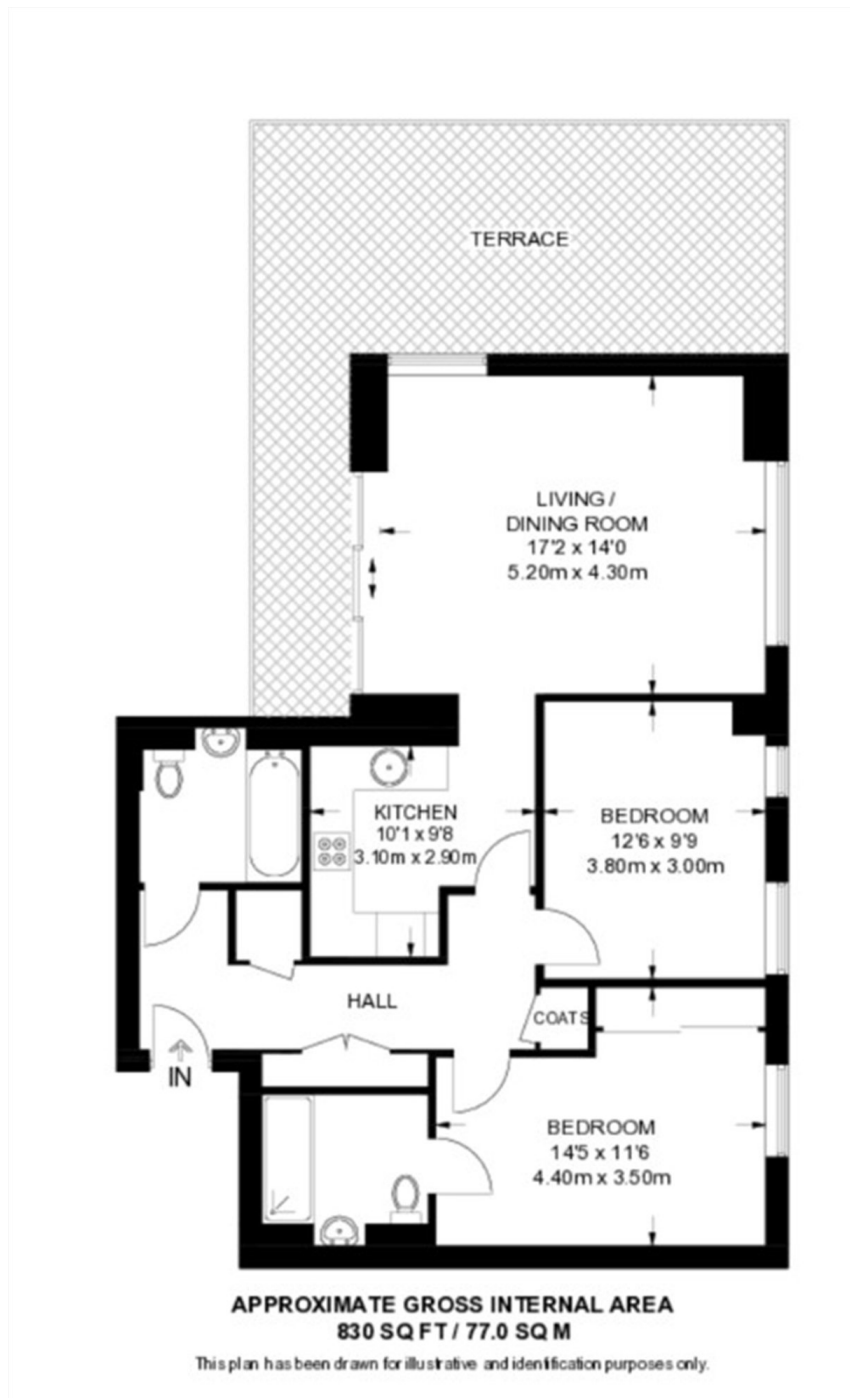 TERRACE
LIVING /
DINING ROOM
17'2 x 14'0
5.20m x 4.30m
KITCHEN
10'1 x 9'8
3.10m x 2.90m
BEDROOM
12'6 x 9'9
3.80m x 3.00m
HALL
COATS
IN
BEDROOM
14'5 x 11'6
4.40m x 3.50m
APPROXIMATE GROSS INTERNAL AREA
830 SQ FT / 77.0 SQ M
This plan has been drawn for illustrative and identification purposes only.